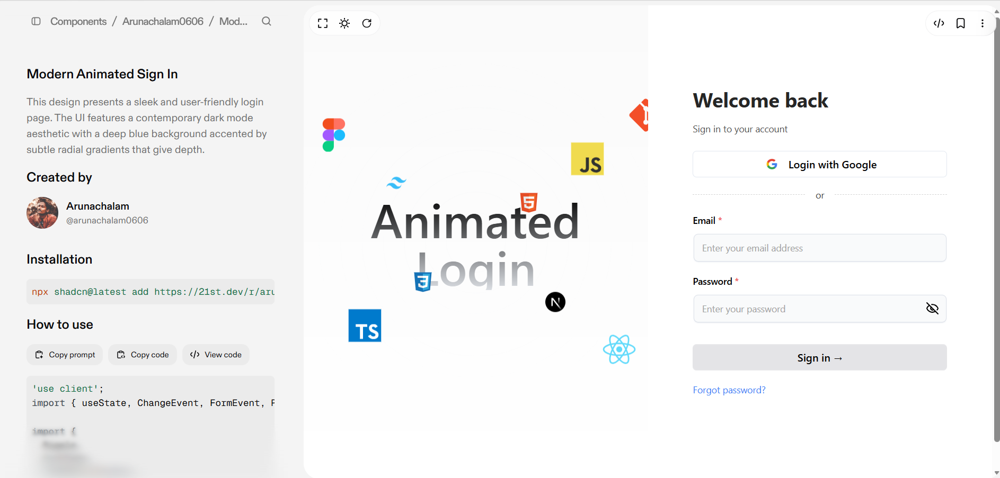 Components / Arunachalam0606 / Mod...
Modern Animated Sign In
This design presents a sleek and user-friendly login
page. The UI features a contemporary dark mode
aesthetic with a deep blue background accented by
subtle radial gradients that give depth.
Created by
Arunachalam
@arunachalam0606
Installation
npx shadcn@latest add https://21st.dev/r/aru
How to use
Copy prompt
Copy code
View code
'use client';
import { useState, ChangeEvent, FormEvent,
import {
JS
5
Animated
Login
3
N
TS
Welcome back
Sign in to your account
G Login with Google
or
Email *
Enter your email address
Password *
Enter your password
Sign in →
Forgot password?